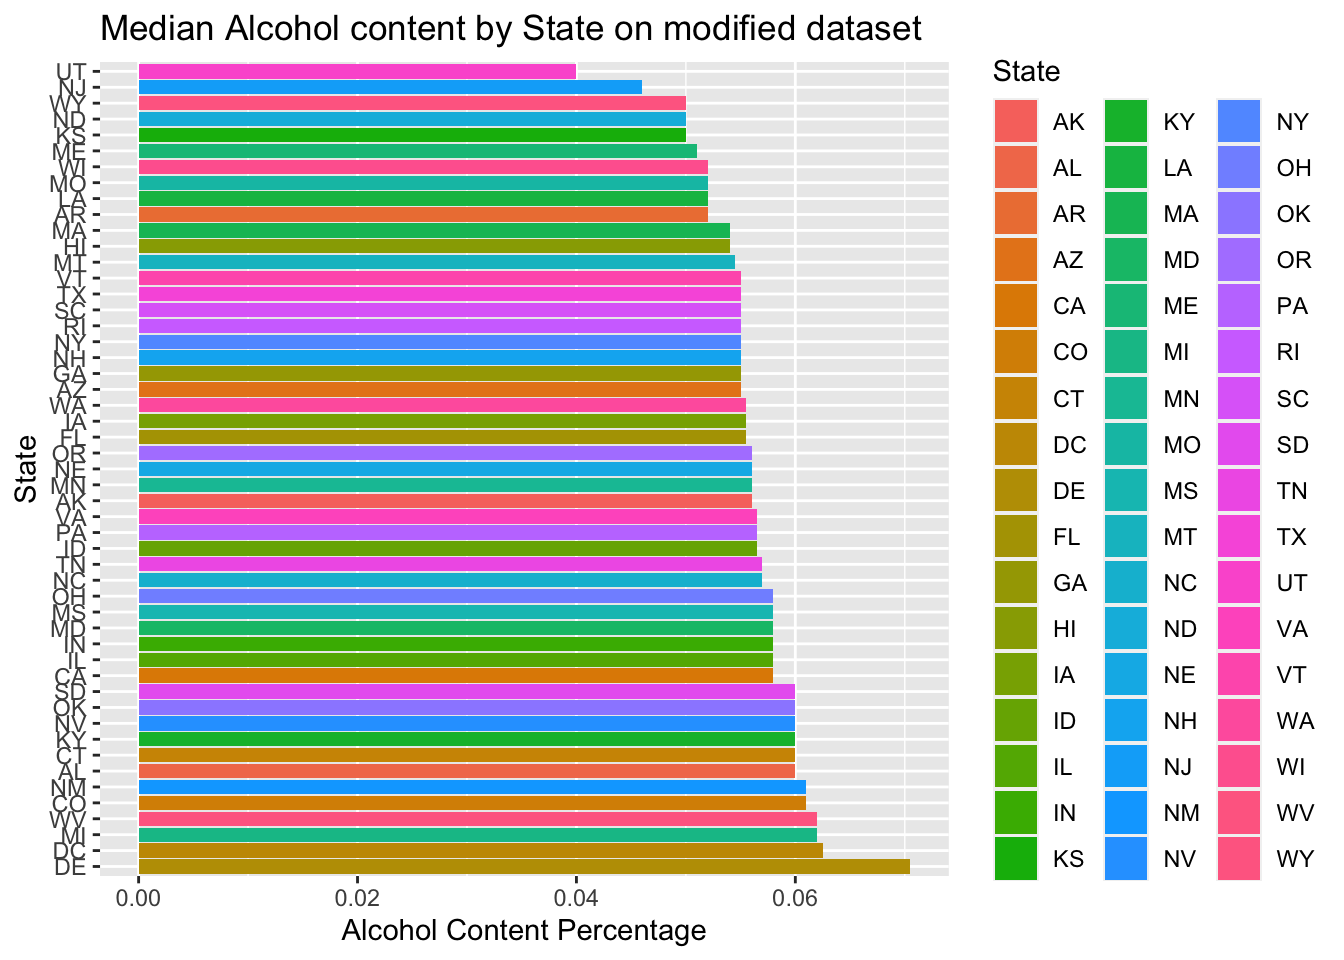 Median Alcohol content by State on modified dataset
State
UT
NJ
WY
ND
KS
ME
WI
MO
LA
AR
MA
HI
MT
VT
TX
SC
RI
NY
NH
GA
AZ
WA
IA
FL
OR
NE
MN
AK
VA
PA
ID
TN
NC
OH
MS
MD
IN
IL
CA
SD
OK
NV
KY
CT
AL
NM
CO
WV
MI
DC
DE
0.00 0.02 0.04 0.06
Alcohol Content Percentage
State
AK KY NY
AL LA OH
AR MA OK
AZ MD OR
CA ME PA
CO MI RI
CT MN SC
DC MO SD
DE MS TN
FL MT TX
GA NC UT
HI ND VA
IA NE VT
ID NH WA
IL NJ WI
IN NM WV
KS NV WY